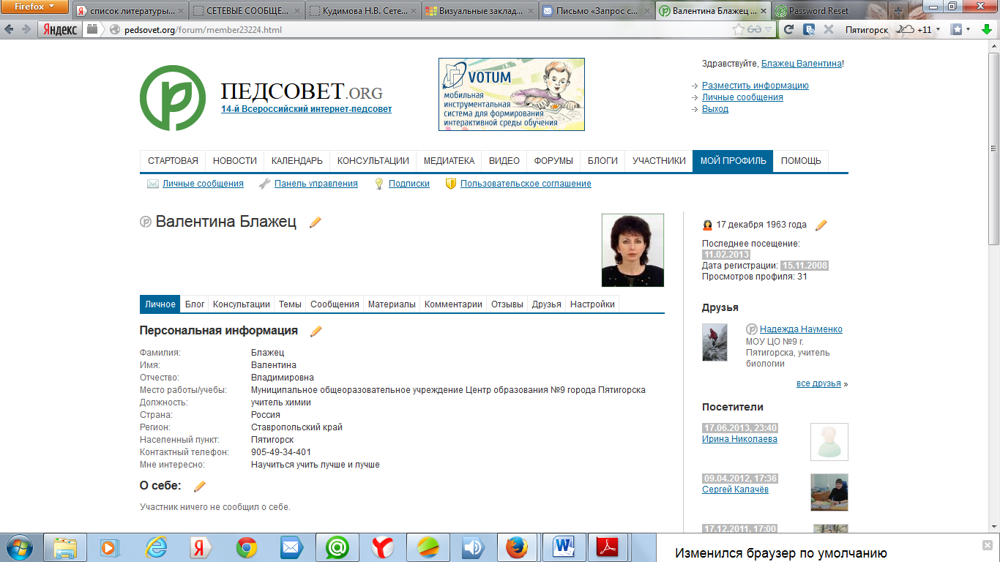 Firefox
список литературы...
СЕТЕВЫЕ СООБЩЕ...
Кудимова Н.В. Сете...
Визуальные заклад...
Письмо «Запрос с...
Валентина Блажец ...
Password Reset
Яндекс
pedsovet.org/forum/member23224.html
Пятигорск +11
ПЕДСОВЕТ.ORG
14-й Всероссийский интернет-педсовет
VOTUM
мобильная
инструментальная
система для формирования
интерактивной среды обучения
Здравствуйте, Блажец Валентина!
Разместить информацию
Личные сообщения
Выход
СТАРТОВАЯ НОВОСТИ КАЛЕНДАРЬ КОНСУЛЬТАЦИИ МЕДИАТЕКА ВИДЕО ФОРУМЫ БЛОГИ УЧАСТНИКИ МОЙ ПРОФИЛЬ ПОМОЩЬ
Личные сообщения Панель управления Подписки Пользовательское соглашение
Валентина Блажец
Личное Блог Консультации Темы Сообщения Материалы Комментарии Отзывы Друзья Настройки
Персональная информация
Фамилия: Блажец
Имя: Валентина
Отчество: Владимировна
Место работы/учебы: Муниципальное общеоразовательное учреждение Центр образования №9 города Пятигорска
Должность: учитель химии
Страна: Россия
Регион: Ставропольский край
Населенный пункт: Пятигорск
Контактный телефон: 905-49-34-401
Мне интересно: Научиться учить лучше и лучше
О себе:
Участник ничего не сообщил о себе.
17 декабря 1963 года
Последнее посещение:
11.02.2013
Дата регистрации: 15.11.2008
Просмотров профиля: 31
Друзья
Надежда Науменко
МОУ ЦО №9 г.
Пятигорска, учитель
биологии
все друзья »
Посетители
17.06.2013, 23:40
Ирина Николаева
09.04.2012, 17:36
Сергей Калачёв
17.12.2011, 17:00
Изменился браузер по умолчанию